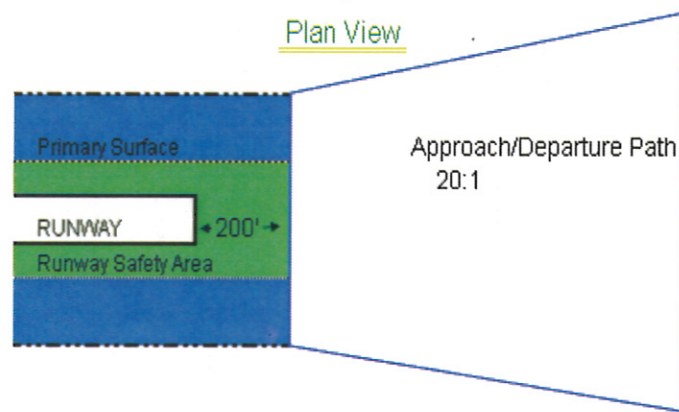 Plan View
Primary Surface
Approach/Departure Path
20:1
RUNWAY
200'
Runway Safety Area